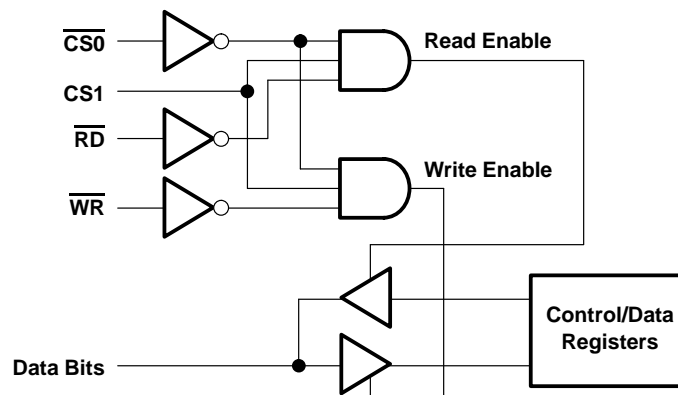 CS0
Read Enable
CS1
RD
Write Enable
WR
Control/Data
Registers
Data Bits